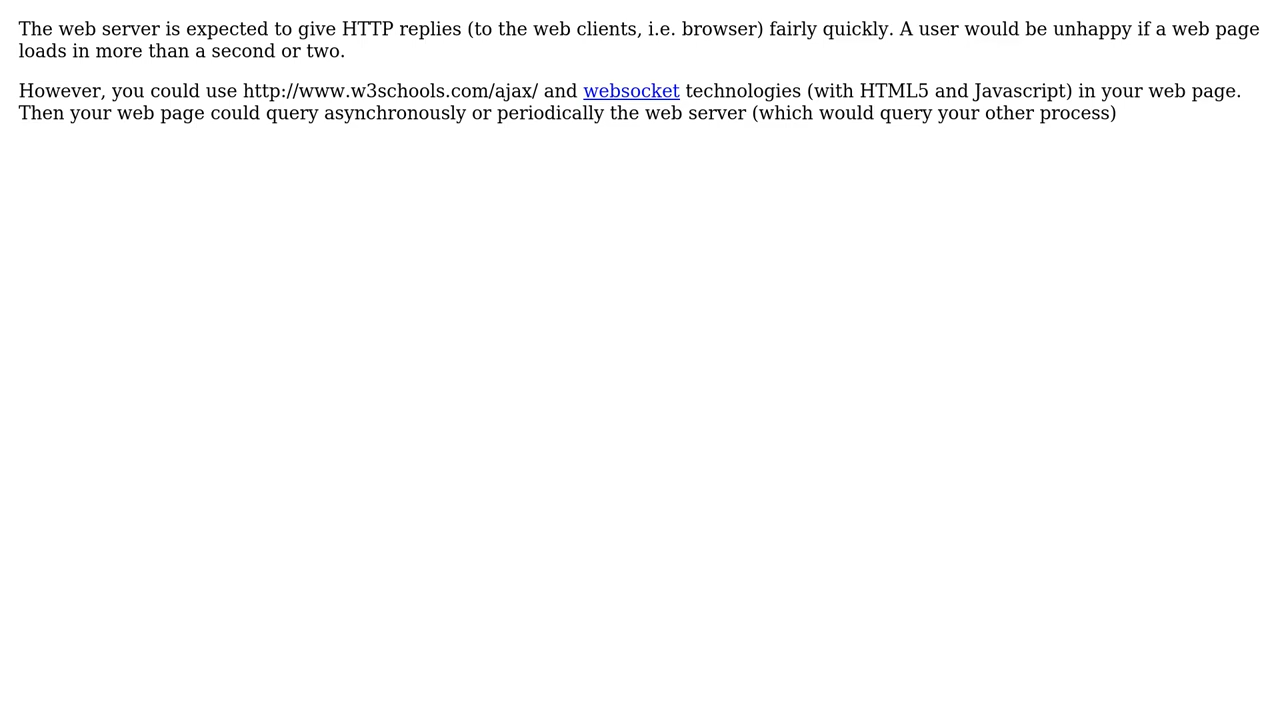 The web server is expected to give HTTP replies (to the web clients, i.e. browser) fairly quickly. A user would be unhappy if a web page
loads in more than a second or two.
However, you could use http://www.w3schools.com/ajax/ and websocket technologies (with HTML5 and Javascript) in your web page.
Then your web page could query asynchronously or periodically the web server (which would query your other process)